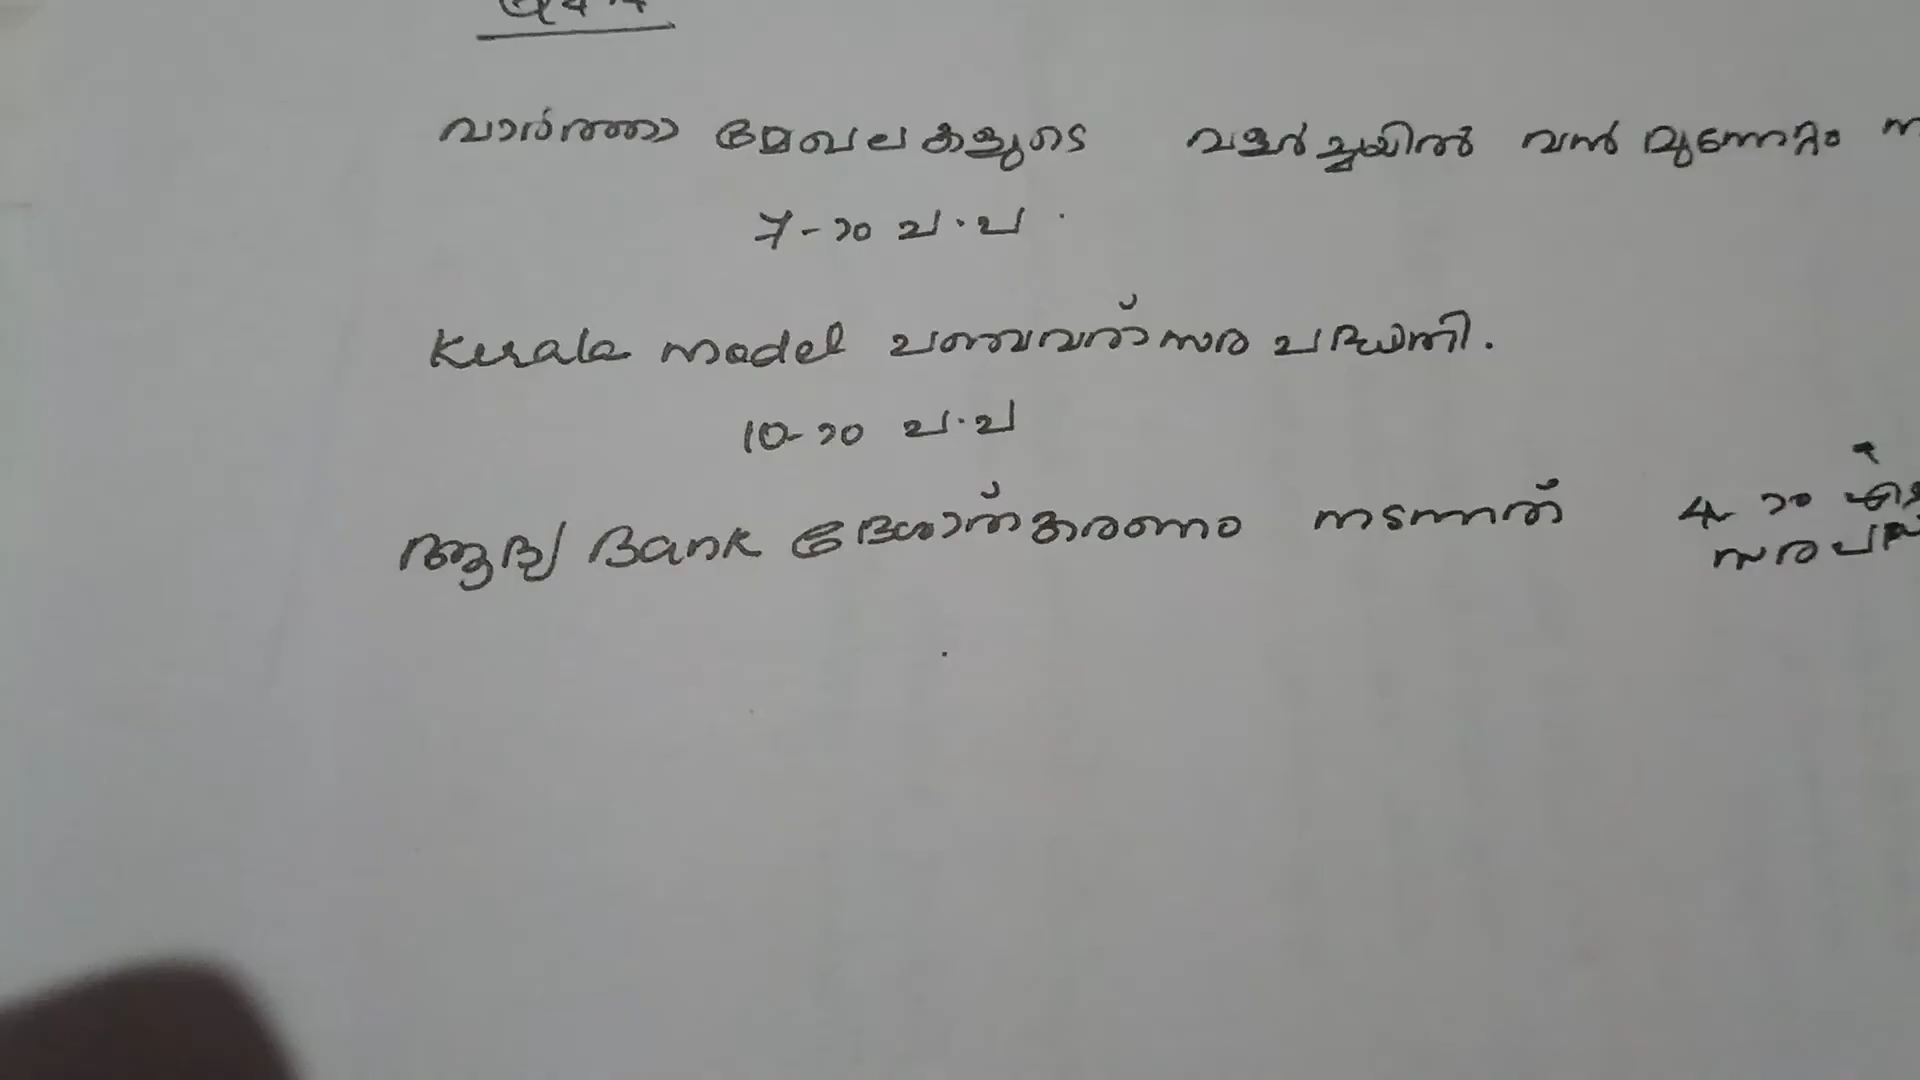 വാർത്താ മേഖലകളുടെ വളർച്ചയിൽ വൻ മുന്നേറ്റം ന
7-ാം പ.പ.
Kerala model പഞ്ചവത്സര പദ്ധതി.
10-ാം പ.പ
ആദ്യ Bank ദേശാത്കരണം നടന്നത് 4-ാം